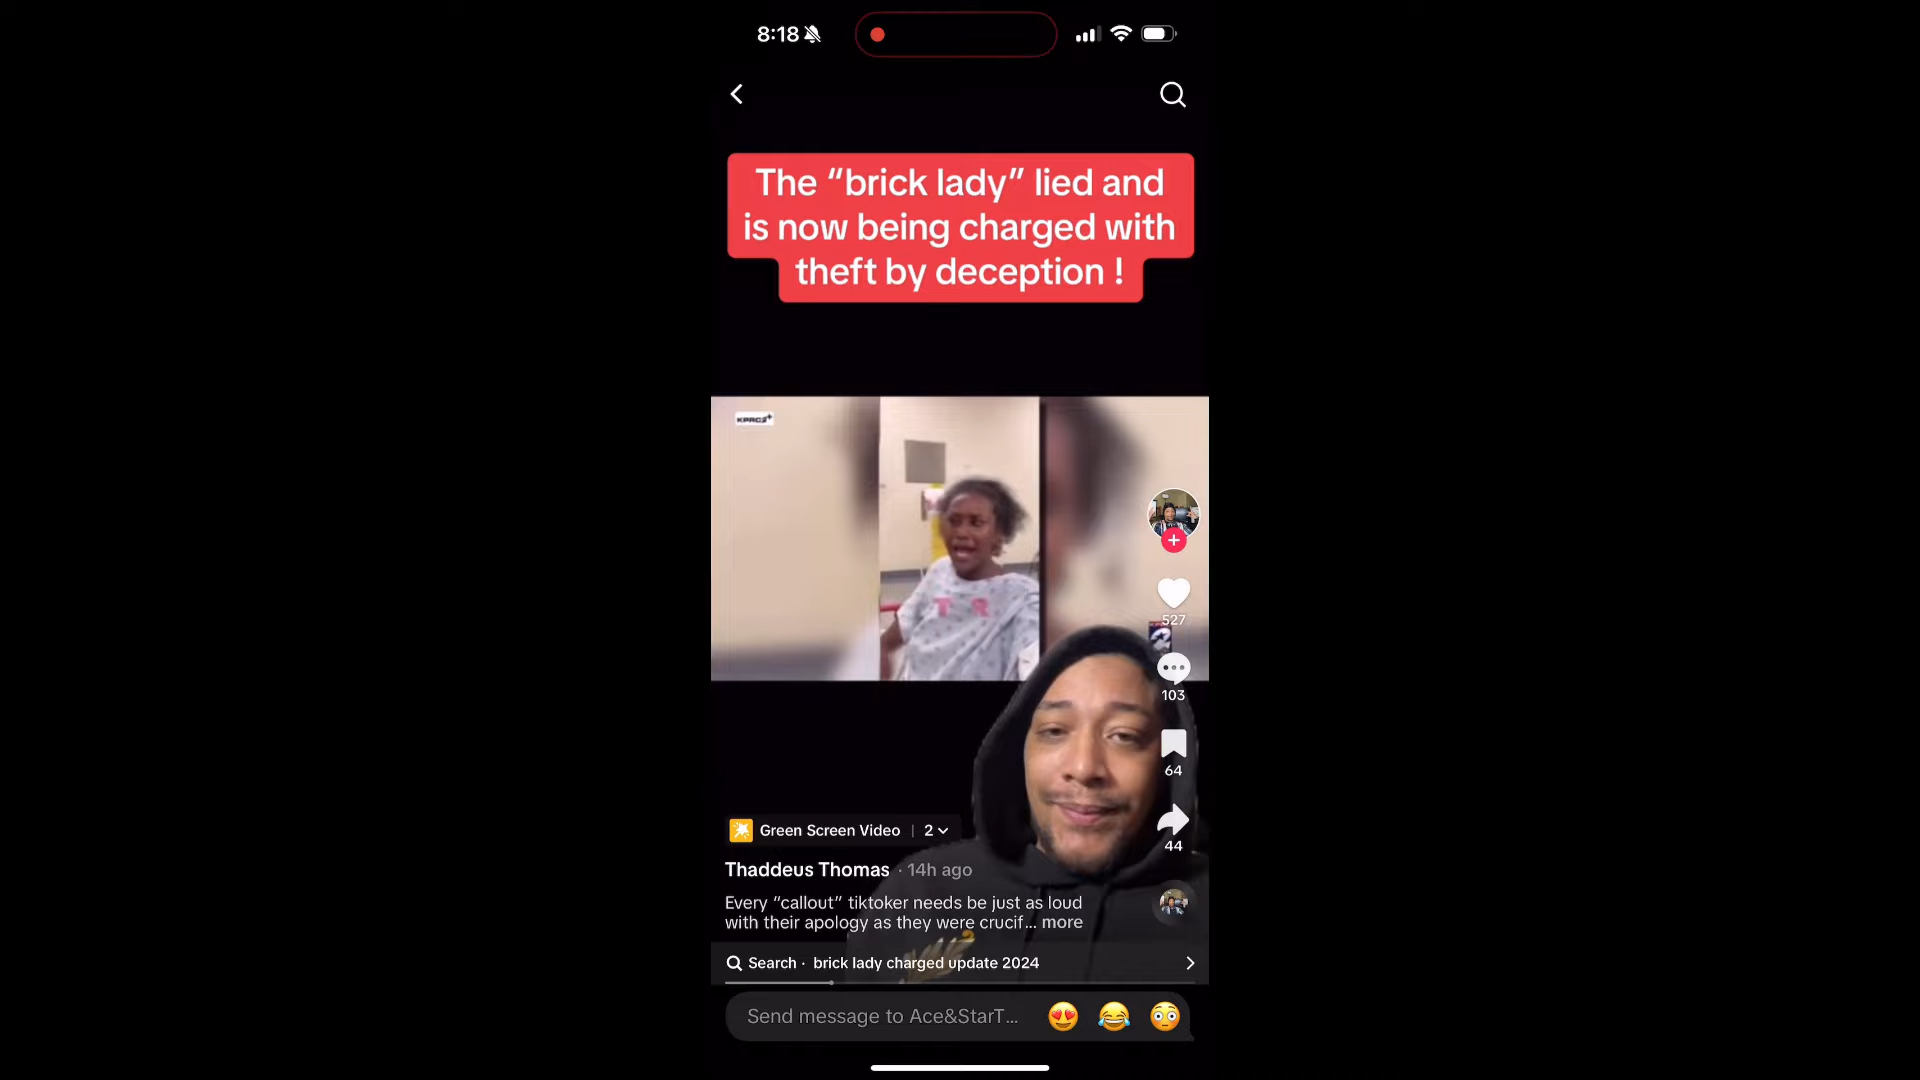 8:18
The “brick lady” lied and
is now being charged with
theft by deception !
KPRC2+
T R
2
527
103
64
44
Green Screen Video | 2
Thaddeus Thomas · 14h ago
Every “callout” tiktoker needs be just as loud
with their apology as they were crucif... more
Search · brick lady charged update 2024
Send message to Ace&StarT...